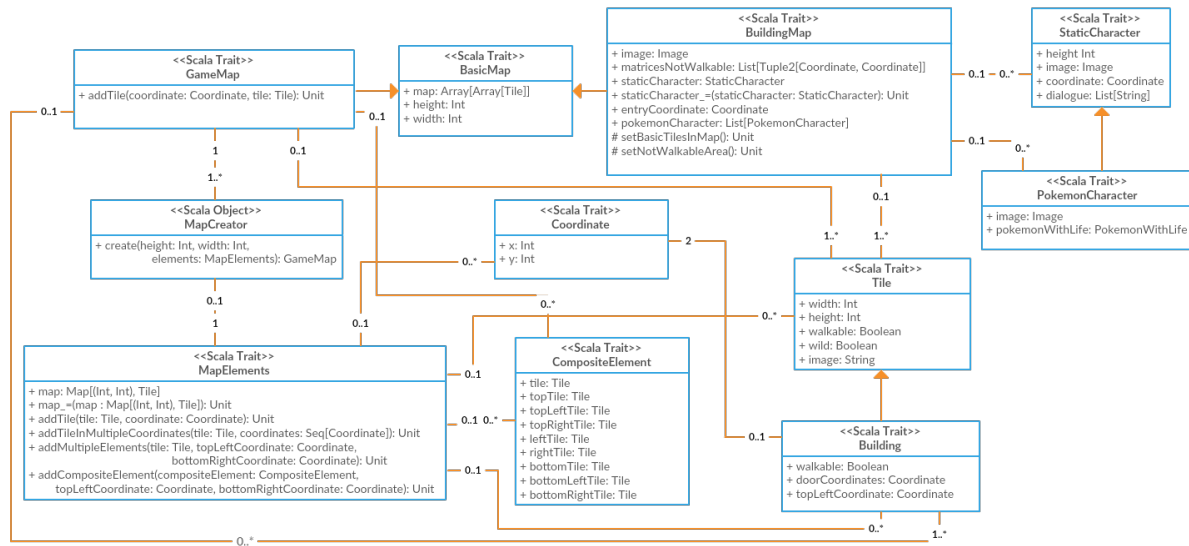 <<Scala Trait>>
GameMap
+ addTile(coordinate: Coordinate, tile: Tile): Unit
<<Scala Trait>>
BasicMap
+ map: Array[Array[Tile]]
+ height: Int
+ width: Int
<<Scala Trait>>
BuildingMap
+ image: Image
+ matricesNotWalkable: List[Tuple2[Coordinate, Coordinate]]
+ staticCharacter: StaticCharacter
+ staticCharacter_=(staticCharacter: StaticCharacter): Unit
+ entryCoordinate: Coordinate
+ pokemonCharacter: List[PokemonCharacter]
# setBasicTilesInMap(): Unit
# setNotWalkableArea(): Unit
<<Scala Trait>>
StaticCharacter
+ height Int
+ image: Image
+ coordinate: Coordinate
+ dialogue: List[String]
0..1
0..*
0..1
0..*
0..1
0..1
1
1..*
0..1
0..1
1..*
1..*
<<Scala Trait>>
PokemonCharacter
+ image: Image
+ pokemonWithLife: PokemonWithLife
<<Scala Object>>
MapCreator
+ create(height: Int, width: Int,
elements: MapElements): GameMap
<<Scala Trait>>
Coordinate
+ x: Int
+ y: Int
2
0..*
0..1
0..1
1
0..*
0..*
<<Scala Trait>>
Tile
+ width: Int
+ height: Int
+ walkable: Boolean
+ wild: Boolean
+ image: String
<<Scala Trait>>
MapElements
+ map: Map[(Int, Int), Tile]
+ map_=(map : Map[(Int, Int), Tile]): Unit
+ addTile(tile: Tile, coordinate: Coordinate): Unit
+ addTileInMultipleCoordinates(tile: Tile, coordinates: Seq[Coordinate]): Unit
+ addMultipleElements(tile: Tile, topLeftCoordinate: Coordinate,
bottomRightCoordinate: Coordinate): Unit
+ addCompositeElement(compositeElement: CompositeElement,
topLeftCoordinate: Coordinate, bottomRightCoordinate: Coordinate): Unit
0..1
0..1
0..*
0..1
<<Scala Trait>>
CompositeElement
+ tile: Tile
+ topTile: Tile
+ topLeftTile: Tile
+ topRightTile: Tile
+ leftTile: Tile
+ rightTile: Tile
+ bottomTile: Tile
+ bottomLeftTile: Tile
+ bottomRightTile: Tile
0..1
<<Scala Trait>>
Building
+ walkable: Boolean
+ doorCoordinates: Coordinate
+ topLeftCoordinate: Coordinate
0..*
1..*
0..*